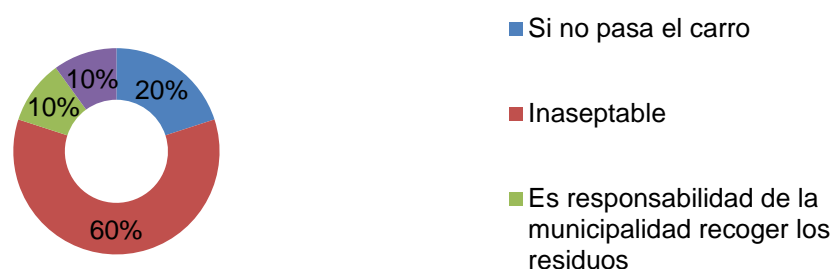 Si no pasa el carro
10%
20%
10%
Inaseptable
Es responsabilidad de la
municipalidad recoger los
residuos
60%